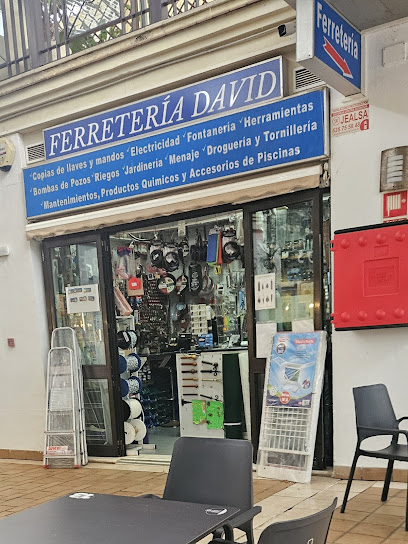 FERRETERÍA DAVID
Copias de llaves y mandos Electricidad Fontanería Herramientas
Bombas de Pozos Riegos Jardinería Menaje Droguería y Tornillería
Mantenimientos, Productos Quimicos y Accesorios de Piscinas
Ferretería
JEALSA